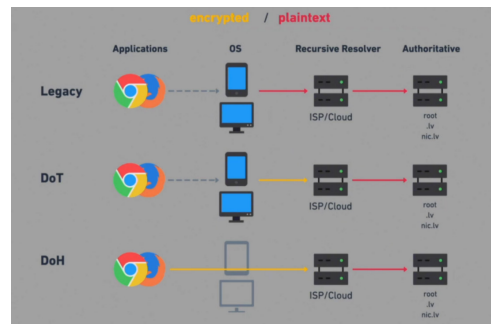 encrypted / plaintext
Applications OS Recursive Resolver Authoritative
Legacy
ISP/Cloud
root
.lv
nic.lv
DoT
ISP/Cloud
root
.lv
nic.lv
DoH
ISP/Cloud
root
.lv
nic.lv